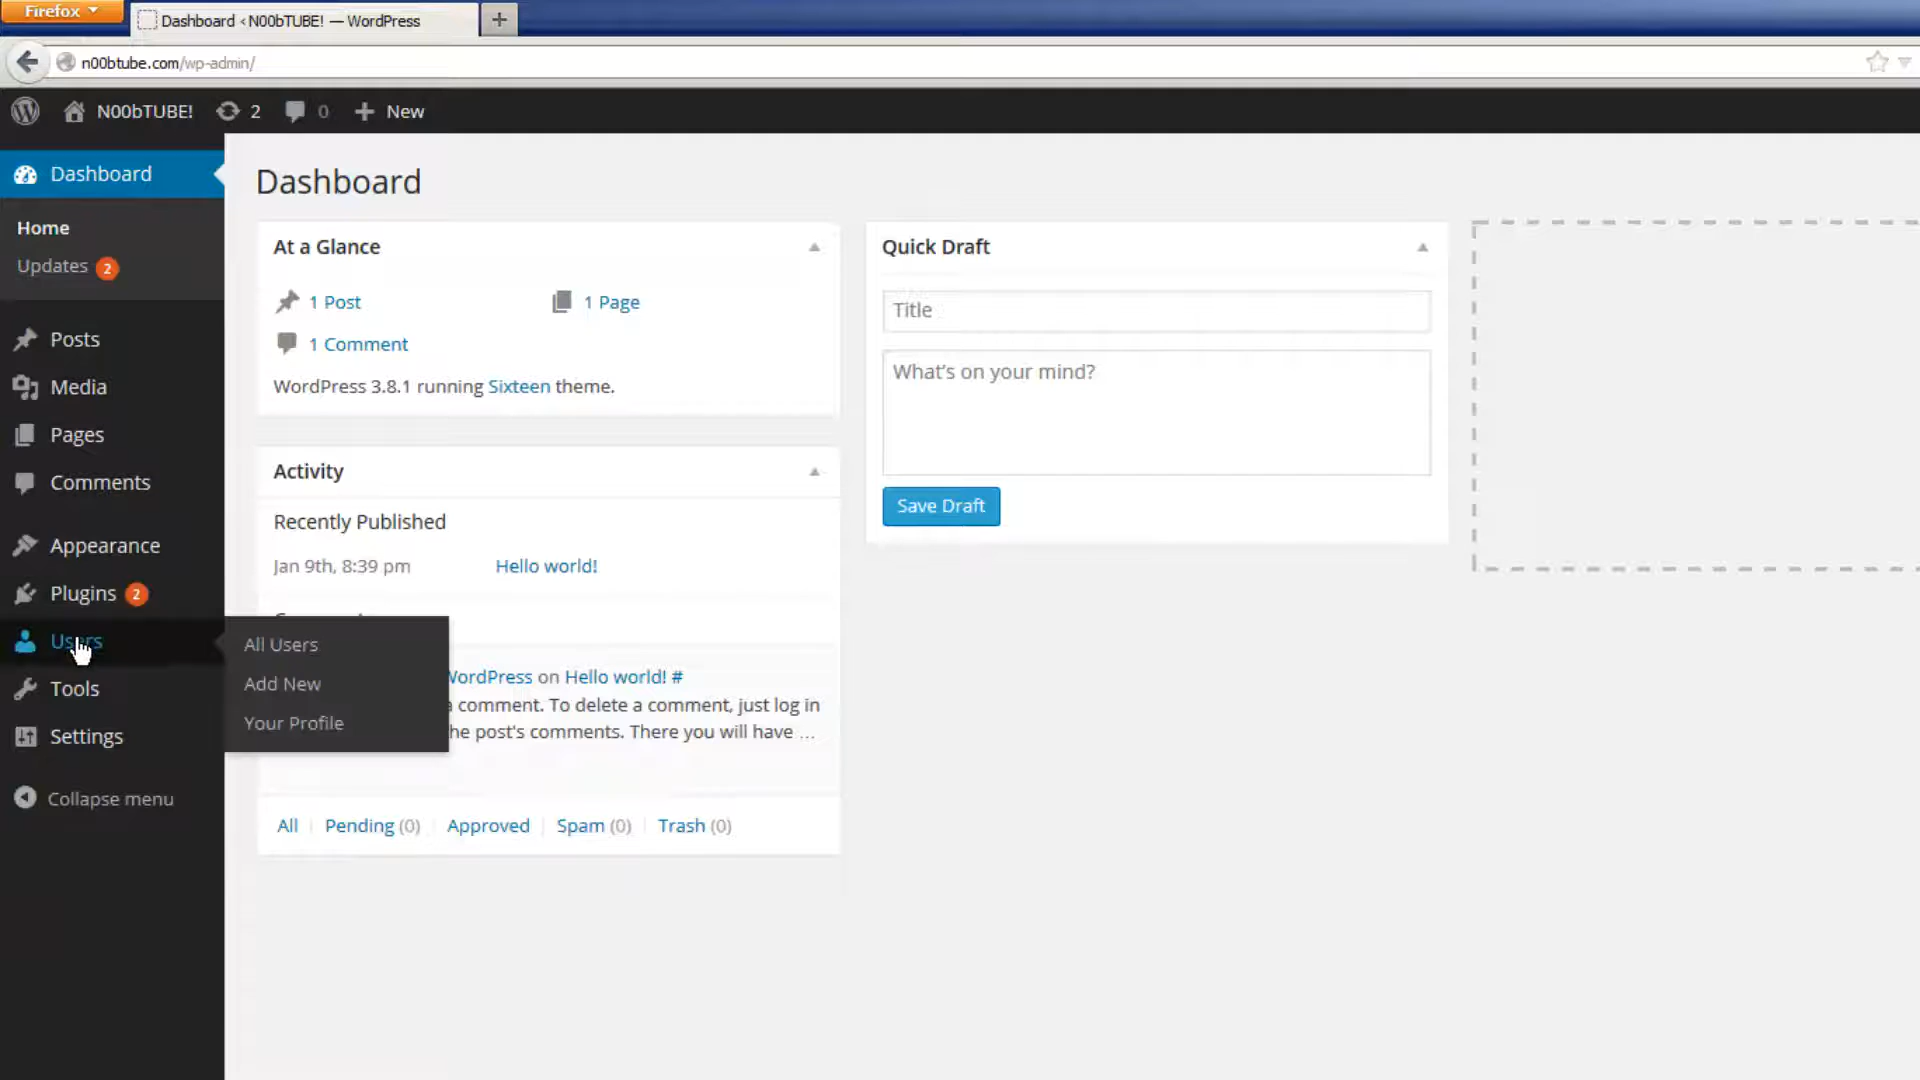 Firefox
Dashboard ‹ N00bTUBE! — WordPress
n00btube.com/wp-admin/
N00bTUBE! 2 0 New
Dashboard
Home
Updates 2
Posts
Media
Pages
Comments
Appearance
Plugins 2
Users
Tools
Settings
Collapse menu
All Users
Add New
Your Profile
Dashboard
At a Glance
1 Post 1 Page
1 Comment
WordPress 3.8.1 running Sixteen theme.
Activity
Recently Published
Jan 9th, 8:39 pm Hello world!
WordPress on Hello world! #
a comment. To delete a comment, just log in
he post's comments. There you will have ...
All Pending (0) Approved Spam (0) Trash (0)
Quick Draft
Title
What's on your mind?
Save Draft